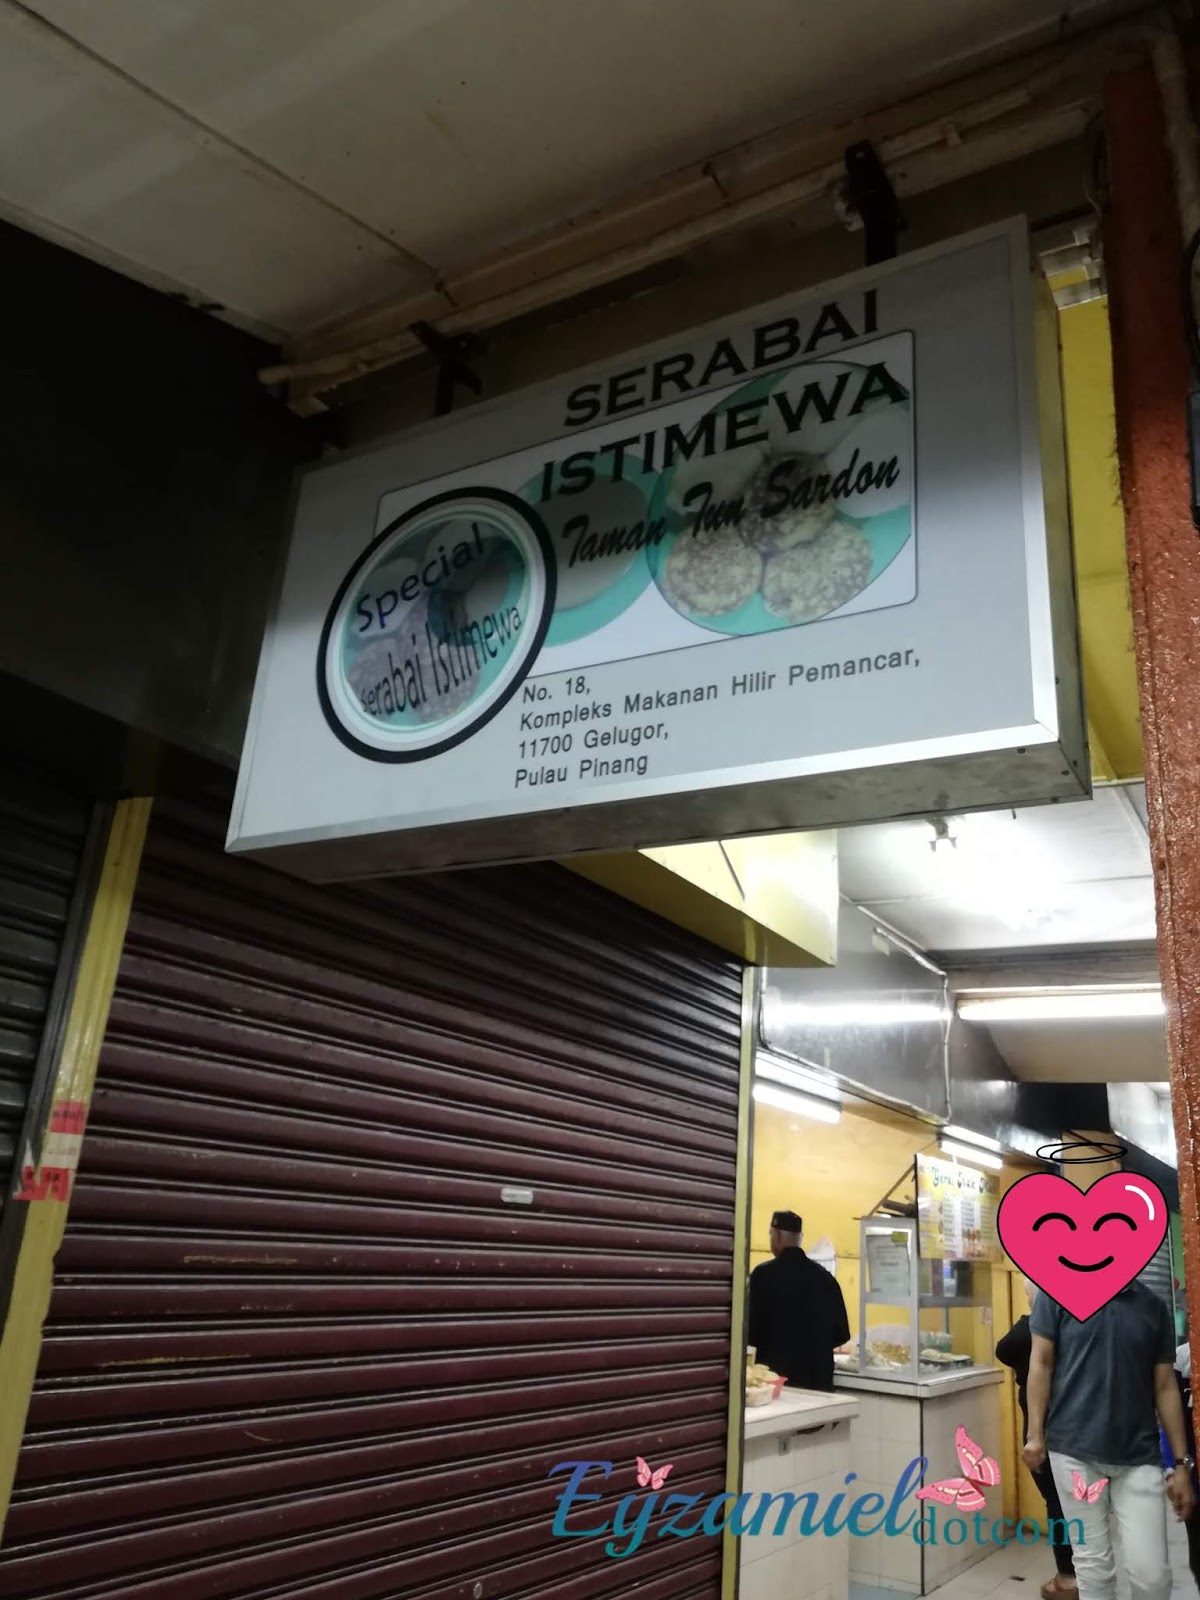 SERABAI
ISTIMEWA
Taman Tun Sardon
Special
Serabai Istimewa
No. 18,
Kompleks Makanan Hilir Pemancar,
11700 Gelugor,
Pulau Pinang
Gerai
Eyzamiel
dotcom